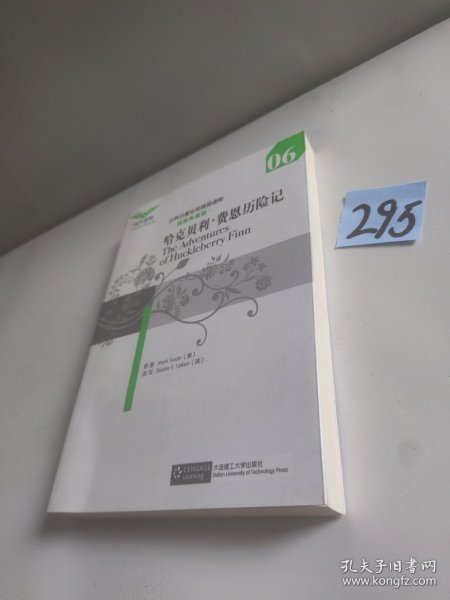 06
哈克贝利·费恩历险记
The Adventures
of Huckleberry Finn
原著 Mark Twain (美)
改写 Deidre S. Laiken (美)
CENGAGE
Learning
大连理工大学出版社
Dalian University of Technology Press
295
孔夫子旧书网
www.kongfz.com